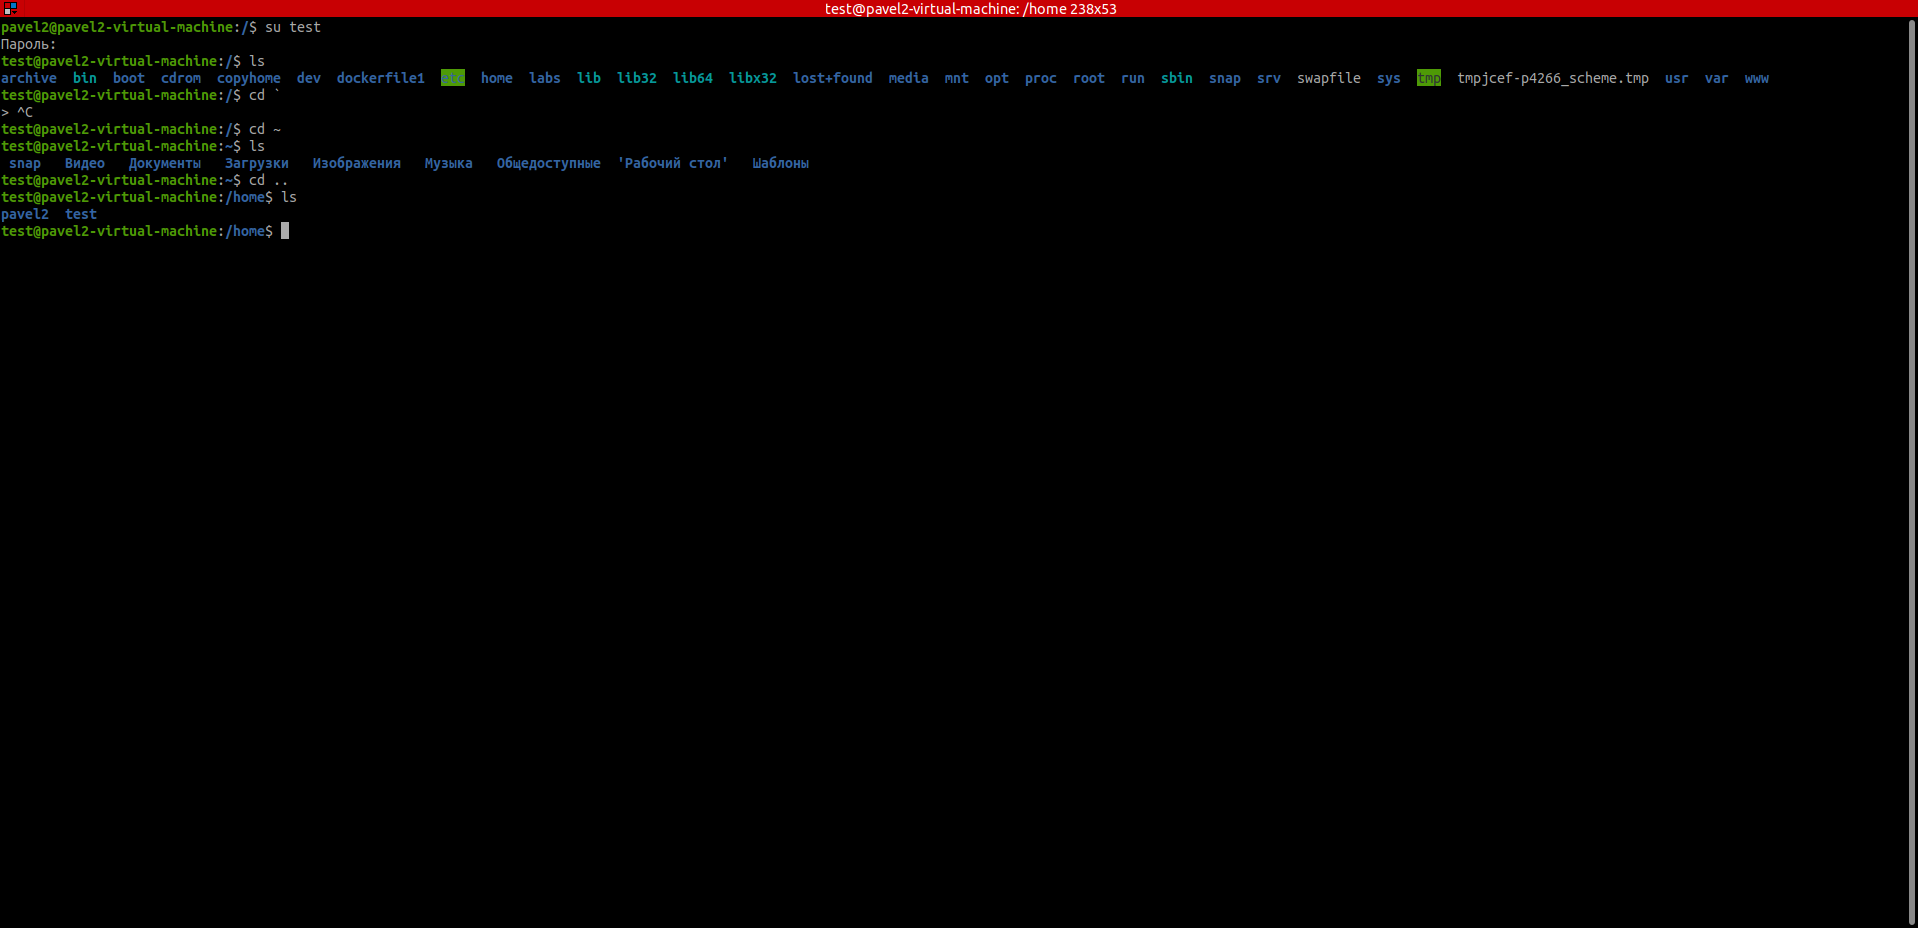 test@pavel2-virtual-machine: /home 238x53
pavel2@pavel2-virtual-machine:/$ su test
Пароль:
test@pavel2-virtual-machine:/$ ls
archive  bin  boot  cdrom  copyhome  dev  dockerfile1  etc  home  labs  lib  lib32  lib64  libx32  lost+found  media  mnt  opt  proc  root  run  sbin  snap  srv  swapfile  sys  tmp  tmpjcef-p4266_scheme.tmp  usr  var  www
test@pavel2-virtual-machine:/$ cd `
> ^C
test@pavel2-virtual-machine:/$ cd ~
test@pavel2-virtual-machine:~$ ls
 snap   Видео   Документы   Загрузки   Изображения   Музыка   Общедоступные  'Рабочий стол'   Шаблоны
test@pavel2-virtual-machine:~$ cd ..
test@pavel2-virtual-machine:/home$ ls
pavel2  test
test@pavel2-virtual-machine:/home$